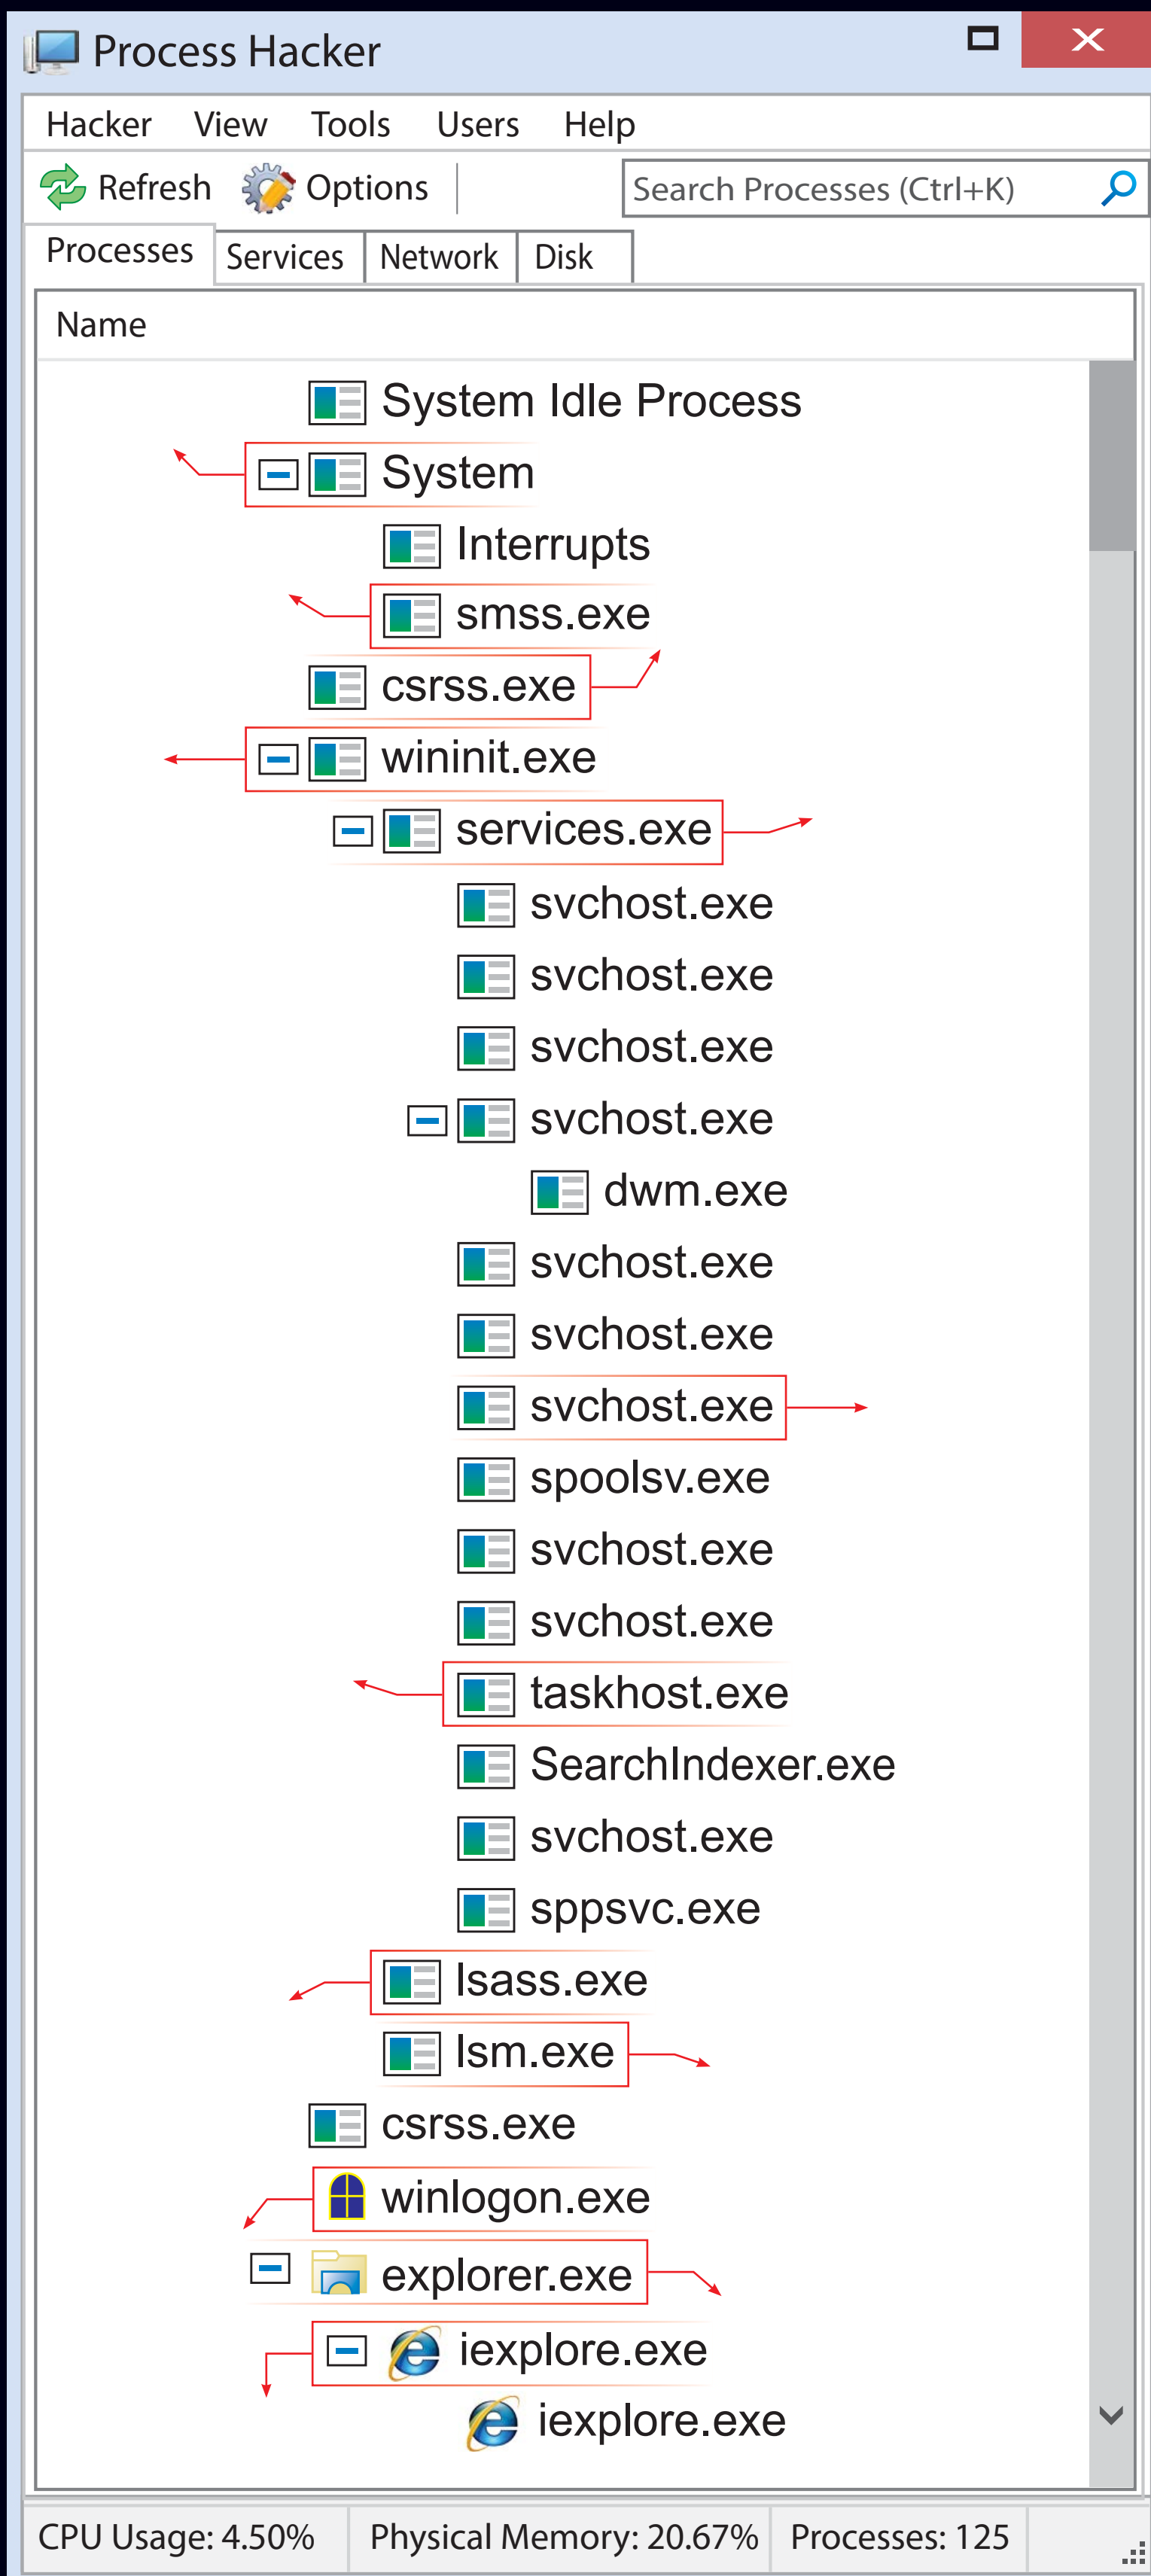 Process Hacker
Hacker View Tools Users Help
Refresh Options Search Processes (Ctrl+K)
Processes Services Network Disk
Name
System Idle Process
System
Interrupts
smss.exe
csrss.exe
wininit.exe
services.exe
svchost.exe
svchost.exe
svchost.exe
svchost.exe
dwm.exe
svchost.exe
svchost.exe
svchost.exe
spoolsv.exe
svchost.exe
svchost.exe
taskhost.exe
SearchIndexer.exe
svchost.exe
sppsvc.exe
lsass.exe
lsm.exe
csrss.exe
winlogon.exe
explorer.exe
iexplore.exe
iexplore.exe
CPU Usage: 4.50% Physical Memory: 20.67% Processes: 125